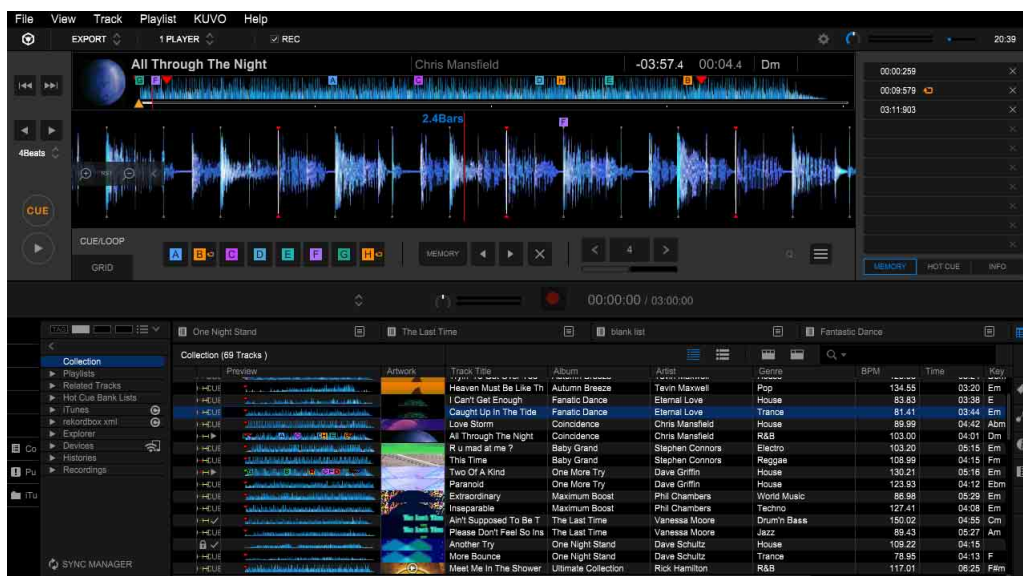 File View Track Playlist KUVO Help
EXPORT 1 PLAYER REC 20:39
All Through The Night Chris Mansfield -03:57.4 00:04.4 Dm
G F A C D H E B
2.4Bars
F
4Beats
CUE
CUE/LOOP
GRID
A B C D E F G H MEMORY 4
00:00:259
00:09:579
03:11:903
MEMORY HOT CUE INFO
00:00:00 / 03:00:00
TAG
One Night Stand The Last Time blank list Fantastic Dance
Collection
Playlists
Related Tracks
Hot Cue Bank Lists
iTunes
rekordbox xml
Explorer
Devices
Histories
Recordings
Co
Pu
iTu
SYNC MANAGER
Collection (69 Tracks )
Preview Artwork Track Title Album Artist Genre BPM Time Key
Heaven Must Be Like Th Autumn Breeze Tevin Maxwell Pop 134.55 03:20 Em
I Can't Get Enough Fanatic Dance Eternal Love House 83.83 03:38 E
Caught Up In The Tide Fanatic Dance Eternal Love Trance 81.41 03:44 Em
Love Storm Coincidence Chris Mansfield House 89.99 04:42 Abm
All Through The Night Coincidence Chris Mansfield R&B 103.00 04:01 Dm
R u mad at me ? Baby Grand Stephen Connors Electro 103.20 05:15 Em
This Time Baby Grand Stephen Connors Reggae 108.99 04:15 Fm
Two Of A Kind One More Try Dave Griffin House 130.21 05:16 Em
Paranoid One More Try Dave Griffin House 123.93 04:12 Ebm
Extraordinary Maximum Boost Phil Chambers World Music 86.98 05:29 Em
Inseparable Maximum Boost Phil Chambers Techno 127.41 04:08 Em
Ain't Supposed To Be T The Last Time Vanessa Moore Drum'n Bass 150.02 04:55 Cm
Please Don't Feel So Ins The Last Time Vanessa Moore Jazz 89.43 05:27 Am
Another Try One Night Stand Dave Schultz House 109.22 04:15
More Bounce One Night Stand Dave Schultz Trance 78.95 04:13 F
Meet Me In The Shower Ultimate Collection Rick Hamilton R&B 117.01 06:25 F#m